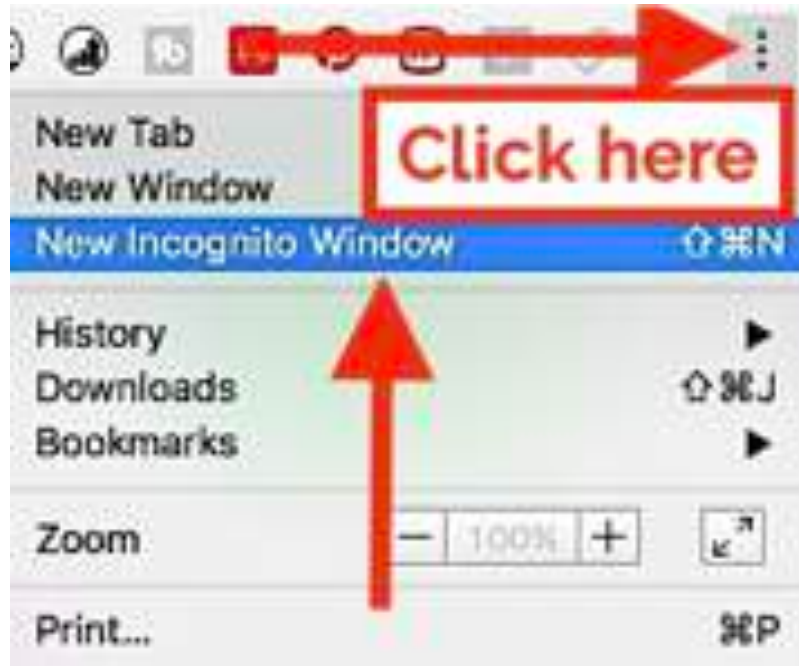 Click here
New Tab
New Window
New Incognito Window ⇧⌘N
History ▶
Downloads ⇧⌘J
Bookmarks ▶
Zoom − 100% +
Print... ⌘P